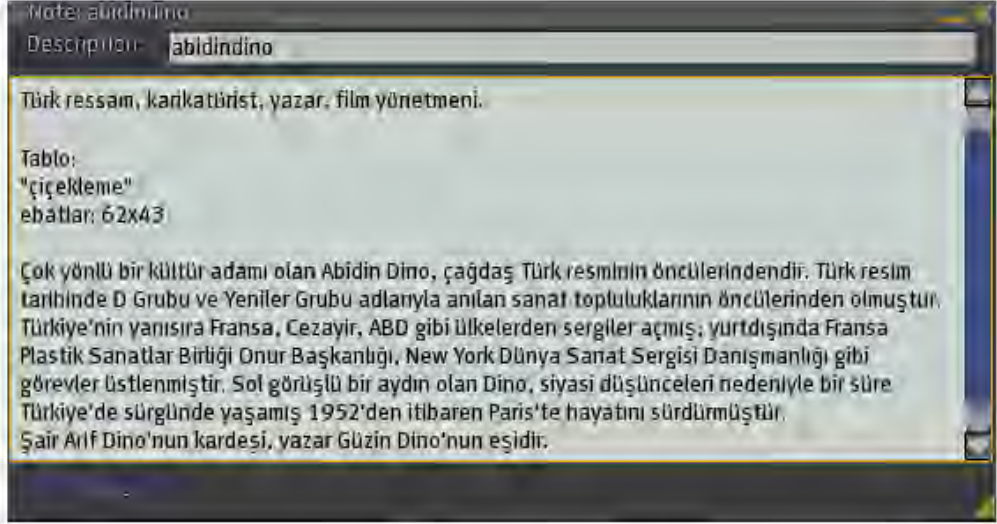 Note: abidindino
Description: abidindino
Türk ressam, karikatürist, yazar, film yönetmeni.
Tablo:
"çiçekleme"
ebatlar: 62x43
Çok yönlü bir kültür adamı olan Abidin Dino, çağdaş Türk resminin öncülerindendir. Türk resim
tarihinde D Grubu ve Yeniler Grubu adlarıyla anılan sanat topluluklarının öncülerinden olmuştur.
Türkiye'nin yanısıra Fransa, Cezayir, ABD gibi ülkelerden sergiler açmış; yurtdışında Fransa
Plastik Sanatlar Birliği Onur Başkanlığı, New York Dünya Sanat Sergisi Danışmanlığı gibi
görevler üstlenmiştir. Sol görüşlü bir aydın olan Dino, siyasi düşünceleri nedeniyle bir süre
Türkiye'de sürgünde yaşamış 1952'den itibaren Paris'te hayatını sürdürmüştür.
Şair Arif Dino'nun kardeşi, yazar Güzin Dino'nun eşidir.